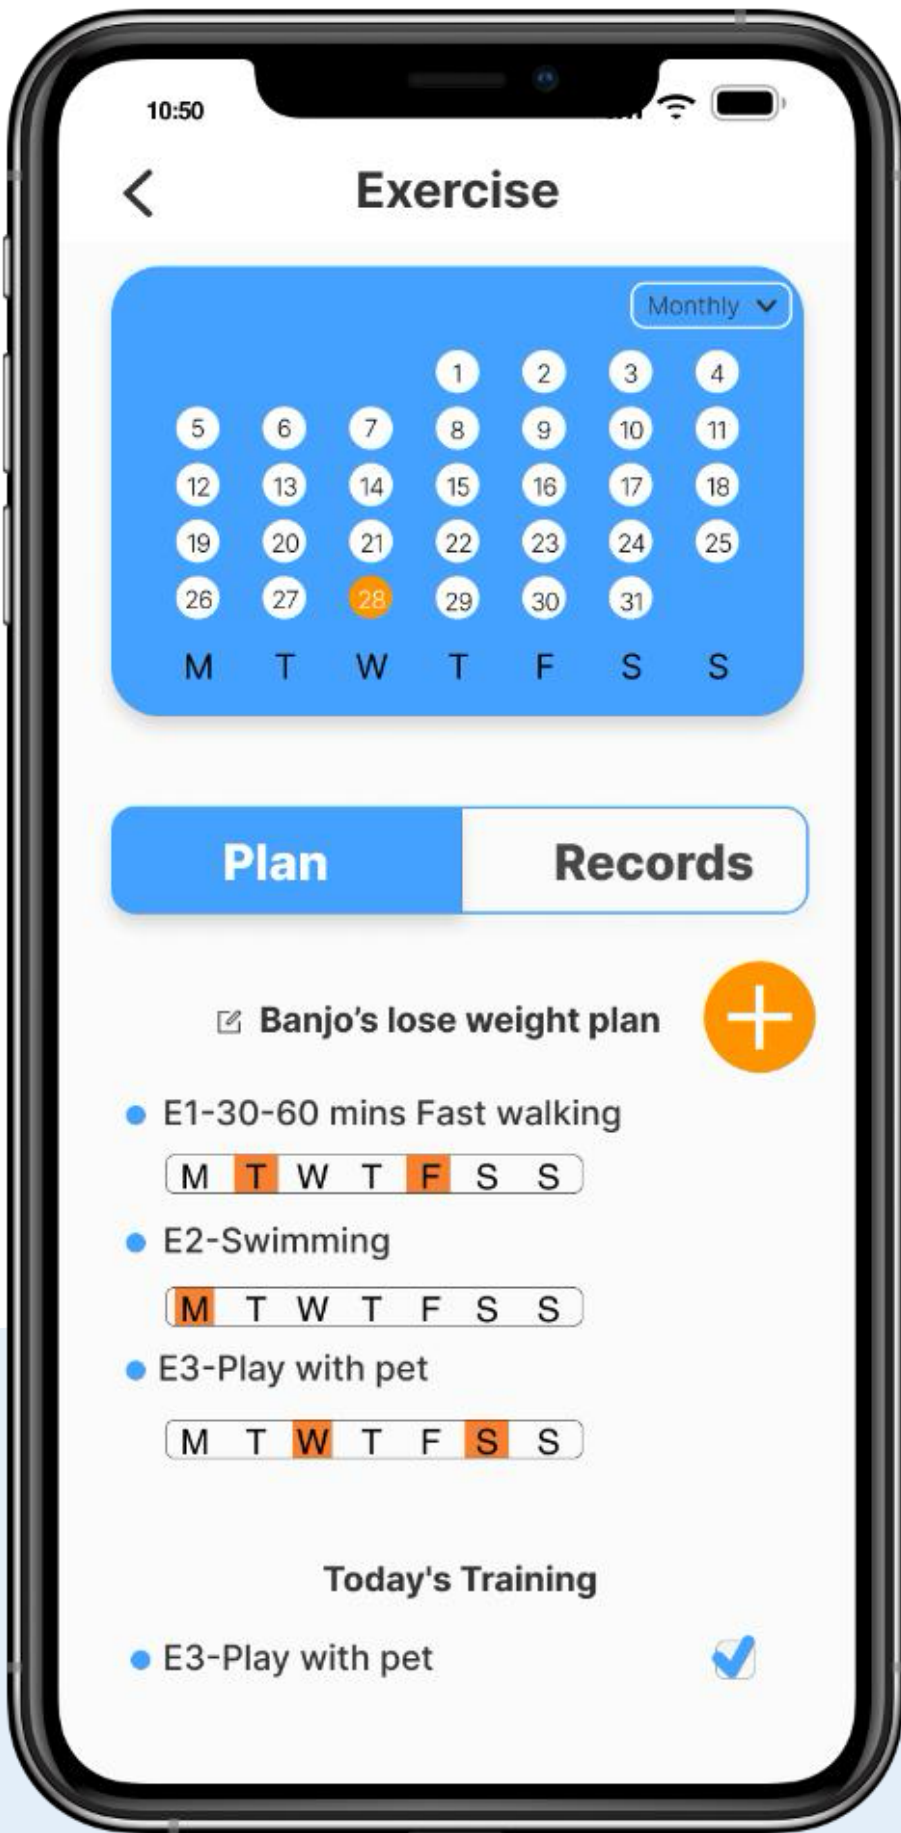 10:50
Exercise
Monthly
1 2 3 4
5 6 7 8 9 10 11
12 13 14 15 16 17 18
19 20 21 22 23 24 25
26 27 28 29 30 31
M T W T F S S
Plan Records
Banjo's lose weight plan
E1-30-60 mins Fast walking
M T W T F S S
E2-Swimming
M T W T F S S
E3-Play with pet
M T W T F S S
Today's Training
E3-Play with pet